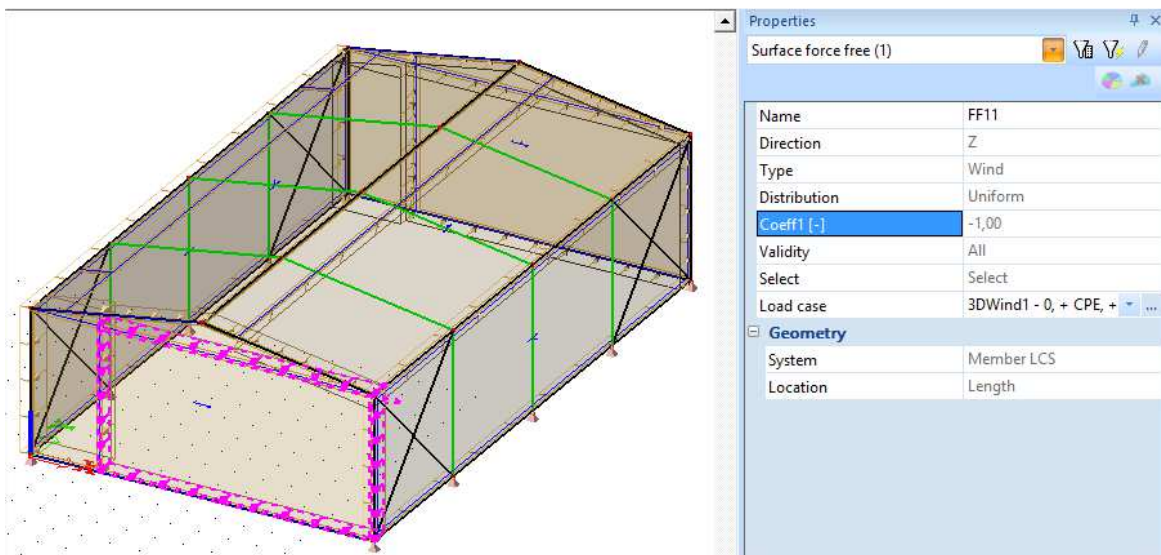 Properties
Surface force free (1)
Name FF11
Direction Z
Type Wind
Distribution Uniform
Coeff1 [-] -1,00
Validity All
Select Select
Load case 3DWind1 - 0, + CPE, + ...
Geometry
System Member LCS
Location Length